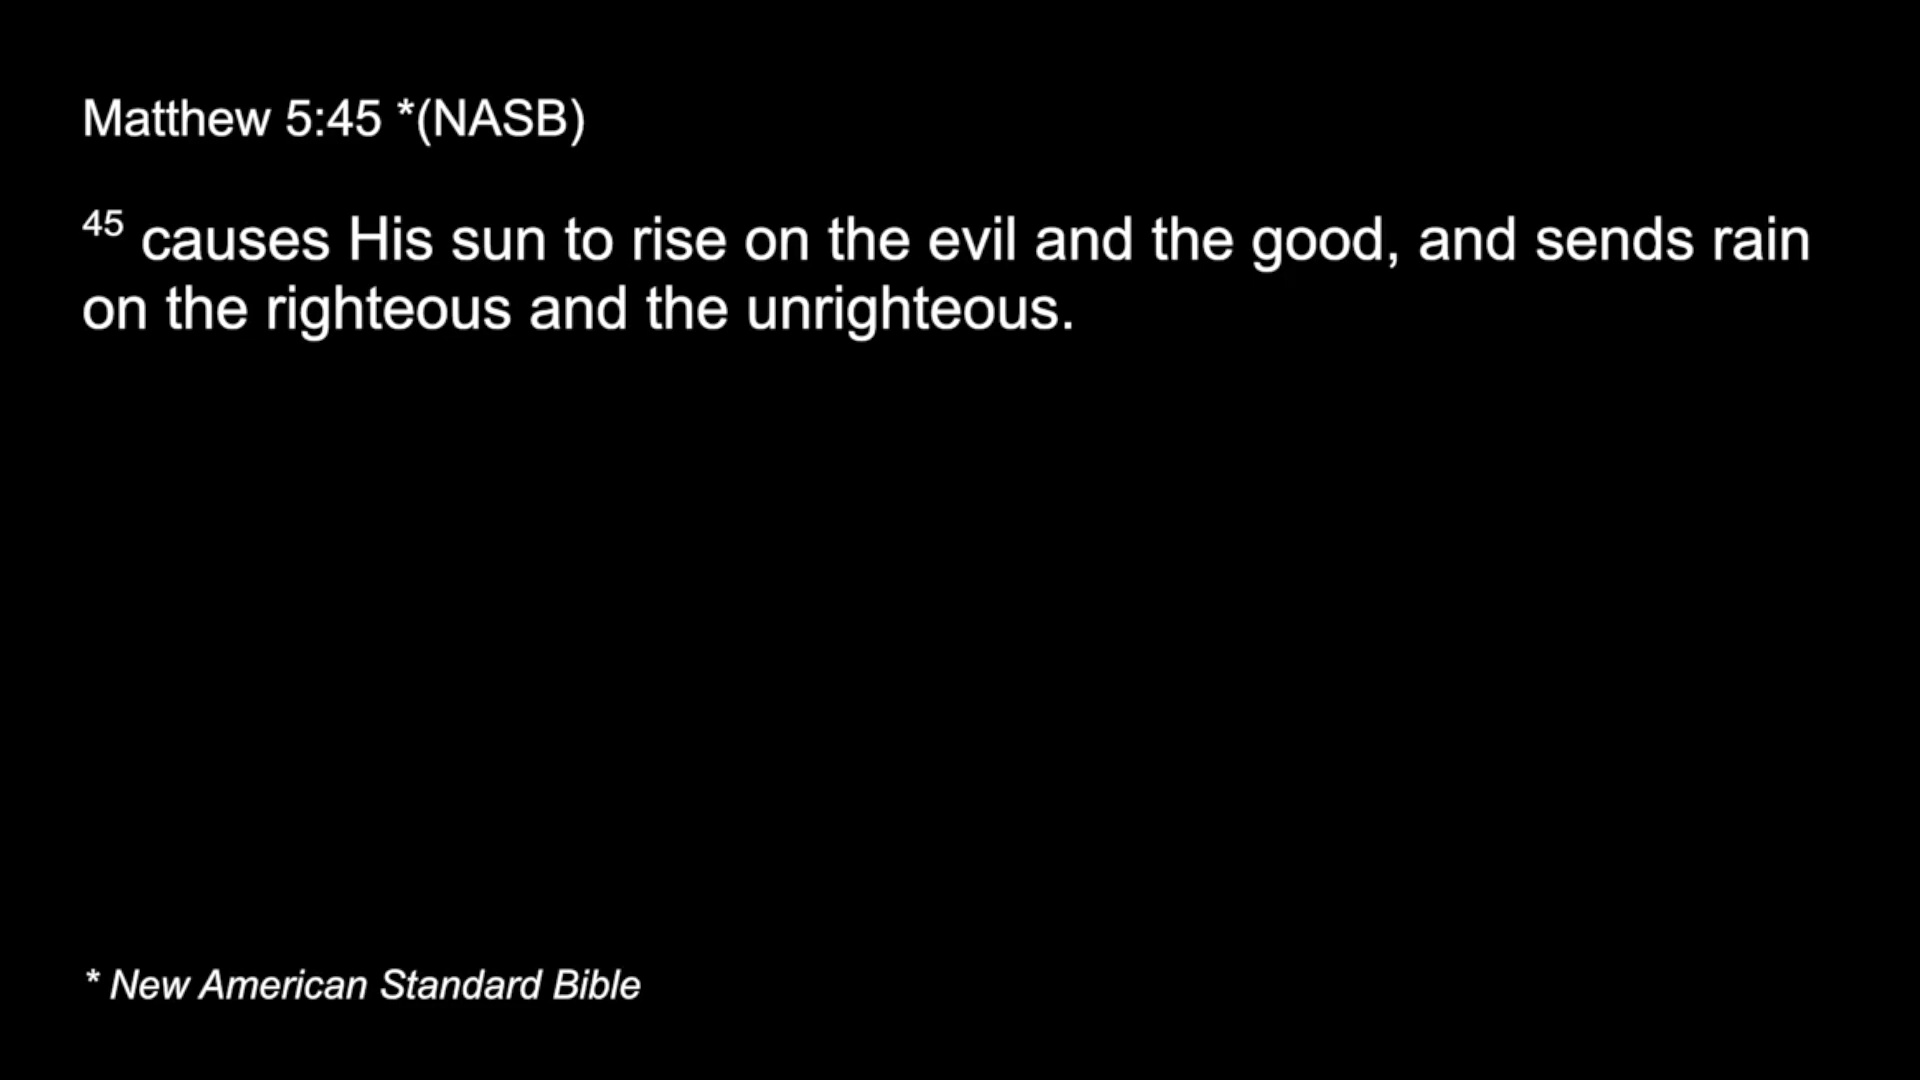 Matthew 5:45 *(NASB)
45 causes His sun to rise on the evil and the good, and sends rain
on the righteous and the unrighteous.
* New American Standard Bible